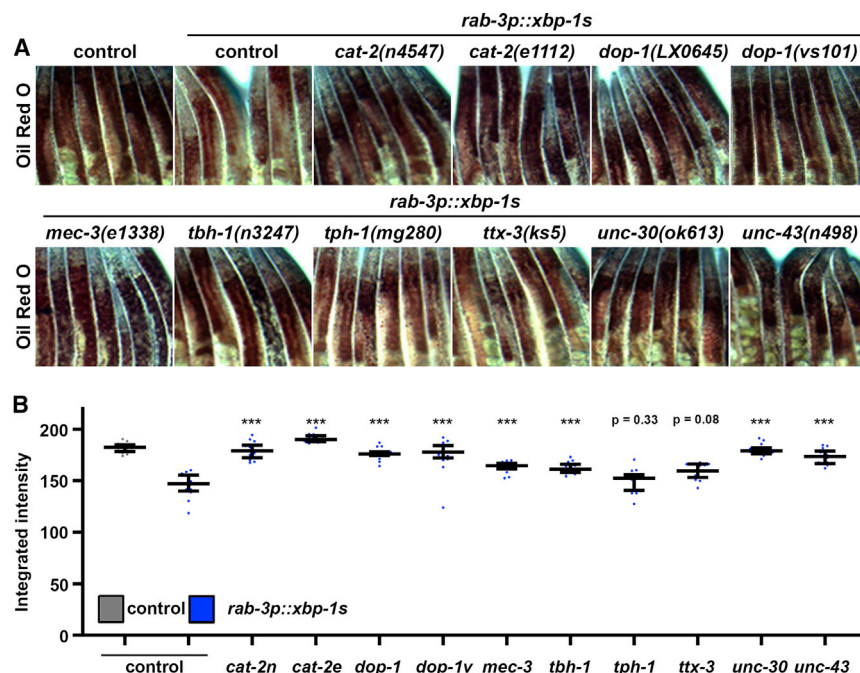 rab-3p::xbp-1s
A
control control cat-2(n4547) cat-2(e1112) dop-1(LX0645) dop-1(vs101)
Oil Red O
rab-3p::xbp-1s
mec-3(e1338) tbh-1(n3247) tph-1(mg280) ttx-3(ks5) unc-30(ok613) unc-43(n498)
Oil Red O
B
Integrated intensity
*** *** *** *** *** *** p = 0.33 p = 0.08 *** ***
200
150
100
50
0
control rab-3p::xbp-1s
control cat-2n cat-2e dop-1 dop-1v mec-3 tbh-1 tph-1 ttx-3 unc-30 unc-43